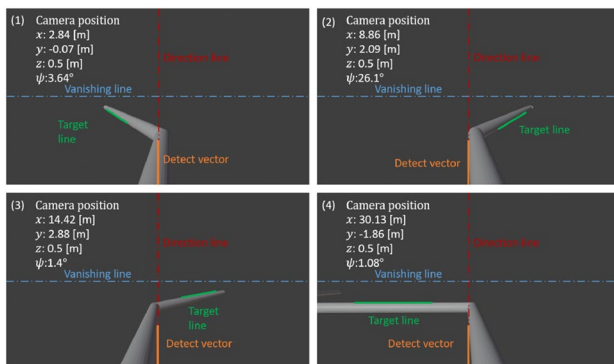 (1) Camera position
x: 2.84 [m]
y: -0.07 [m]
z: 0.5 [m]
ψ:3.64°
Direction line
Vanishing line
Target
line
Detect vector
(2) Camera position
x: 8.86 [m]
y: 2.09 [m]
z: 0.5 [m]
ψ:26.1°
Direction line
Vanishing line
Target line
Detect vector
(3) Camera position
x: 14.42 [m]
y: 2.88 [m]
z: 0.5 [m]
ψ:1.4°
Direction line
Vanishing line
Target line
Detect vector
(4) Camera position
x: 30.13 [m]
y: -1.86 [m]
z: 0.5 [m]
ψ:1.08°
Direction line
Vanishing line
Target line
Detect vector